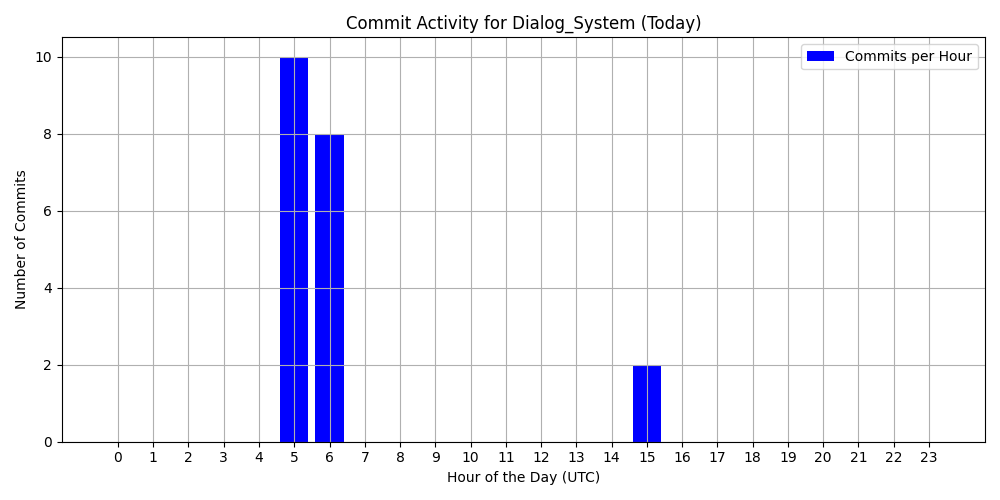 Commit Activity for Dialog_System (Today)
Commits per Hour
Number of Commits
10
8
6
4
2
0
0 1 2 3 4 5 6 7 8 9 10 11 12 13 14 15 16 17 18 19 20 21 22 23
Hour of the Day (UTC)